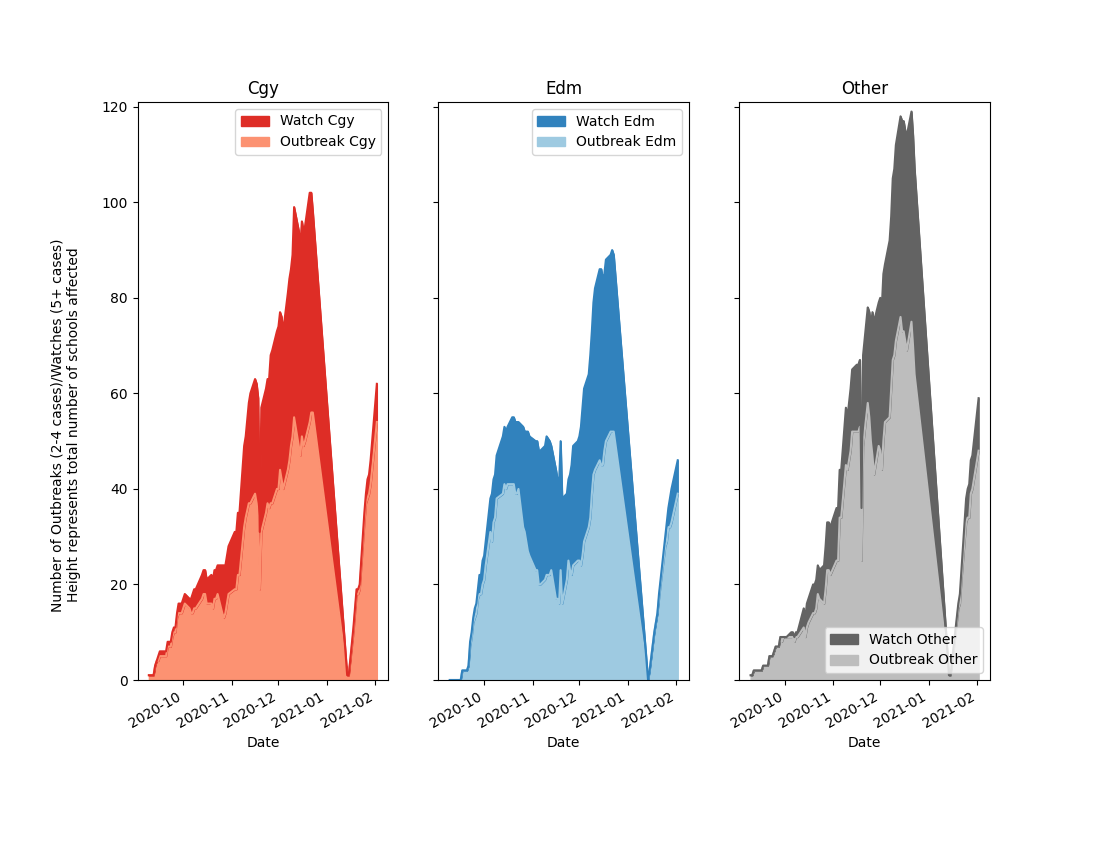 Cgy
Edm
Other
Number of Outbreaks (2-4 cases)/Watches (5+ cases)
Height represents total number of schools affected
120
100
80
60
40
20
0
Watch Cgy
Outbreak Cgy
Watch Edm
Outbreak Edm
Watch Other
Outbreak Other
2020-10
2020-11
2020-12
2021-01
2021-02
2020-10
2020-11
2020-12
2021-01
2021-02
2020-10
2020-11
2020-12
2021-01
2021-02
Date
Date
Date